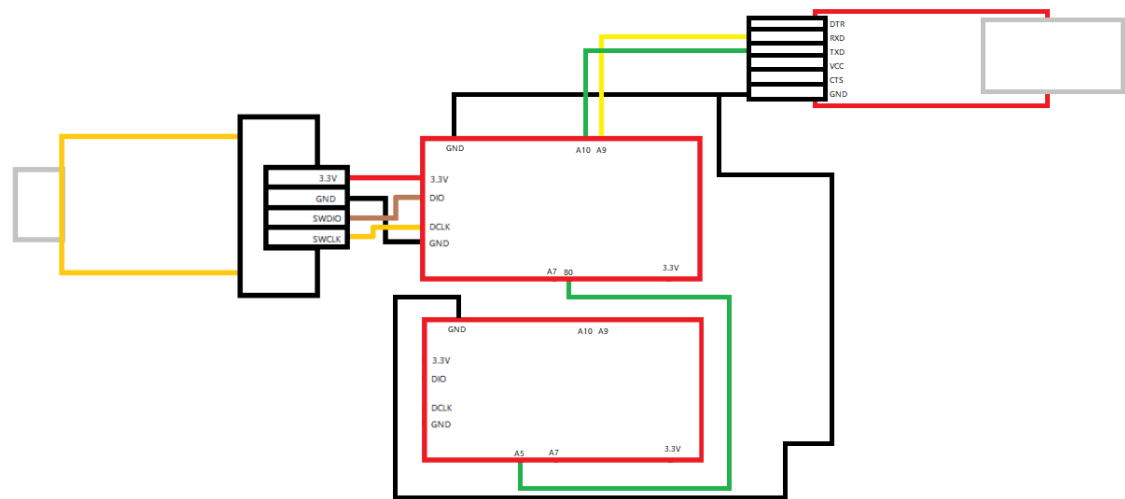 DTR
RXD
TXD
VCC
CTS
GND
GND
A10 A9
3.3V
GND
SWDIO
SWCLK
3.3V
DIO
DCLK
GND
A7 B0
3.3V
GND
A10 A9
3.3V
DIO
DCLK
GND
A5 A7
3.3V